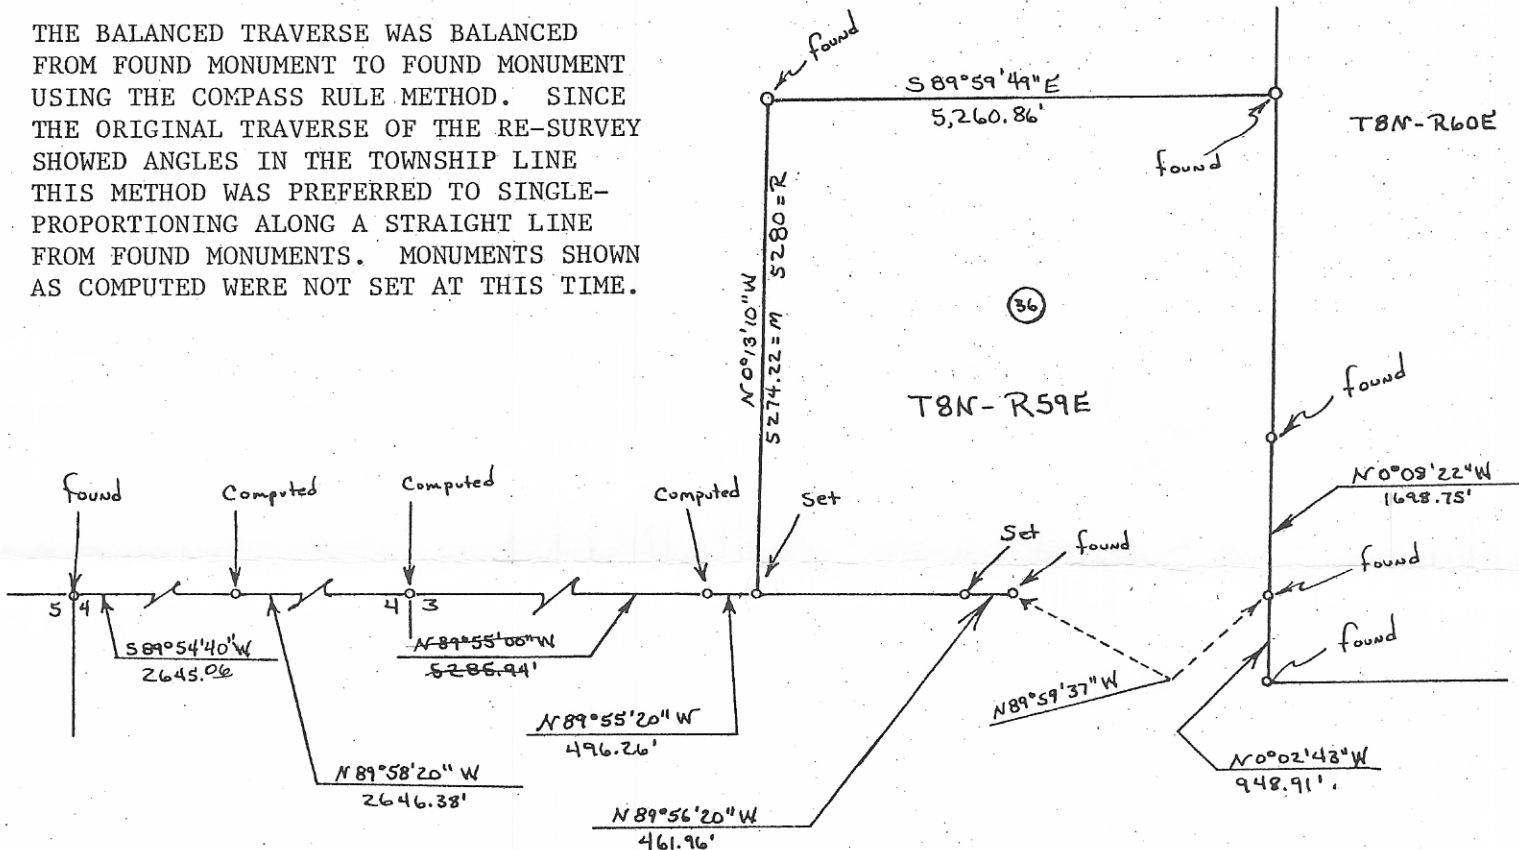 THE BALANCED TRAVERSE WAS BALANCED
FROM FOUND MONUMENT TO FOUND MONUMENT
USING THE COMPASS RULE METHOD. SINCE
THE ORIGINAL TRAVERSE OF THE RE-SURVEY
SHOWED ANGLES IN THE TOWNSHIP LINE
THIS METHOD WAS PREFERRED TO SINGLE-
PROPORTIONING ALONG A STRAIGHT LINE
FROM FOUND MONUMENTS. MONUMENTS SHOWN
AS COMPUTED WERE NOT SET AT THIS TIME.
found
S 89°59'49" E
5,260.86'
found
T8N-R60E
N 0°13'10" W
5274.22 = M 5280 = R
36
T8N-R59E
found
N 0°08'22" W
1698.75'
found
Computed
Computed
Computed
Set
Set
found
found
found
5 4
4 3
S 89°54'40" W
2645.06
N 89°55'00" W
5285.94'
N 89°58'20" W
2646.38'
N 89°55'20" W
496.26'
N 89°56'20" W
461.96'
N 89°59'37" W
N 0°02'43" W
948.91'.